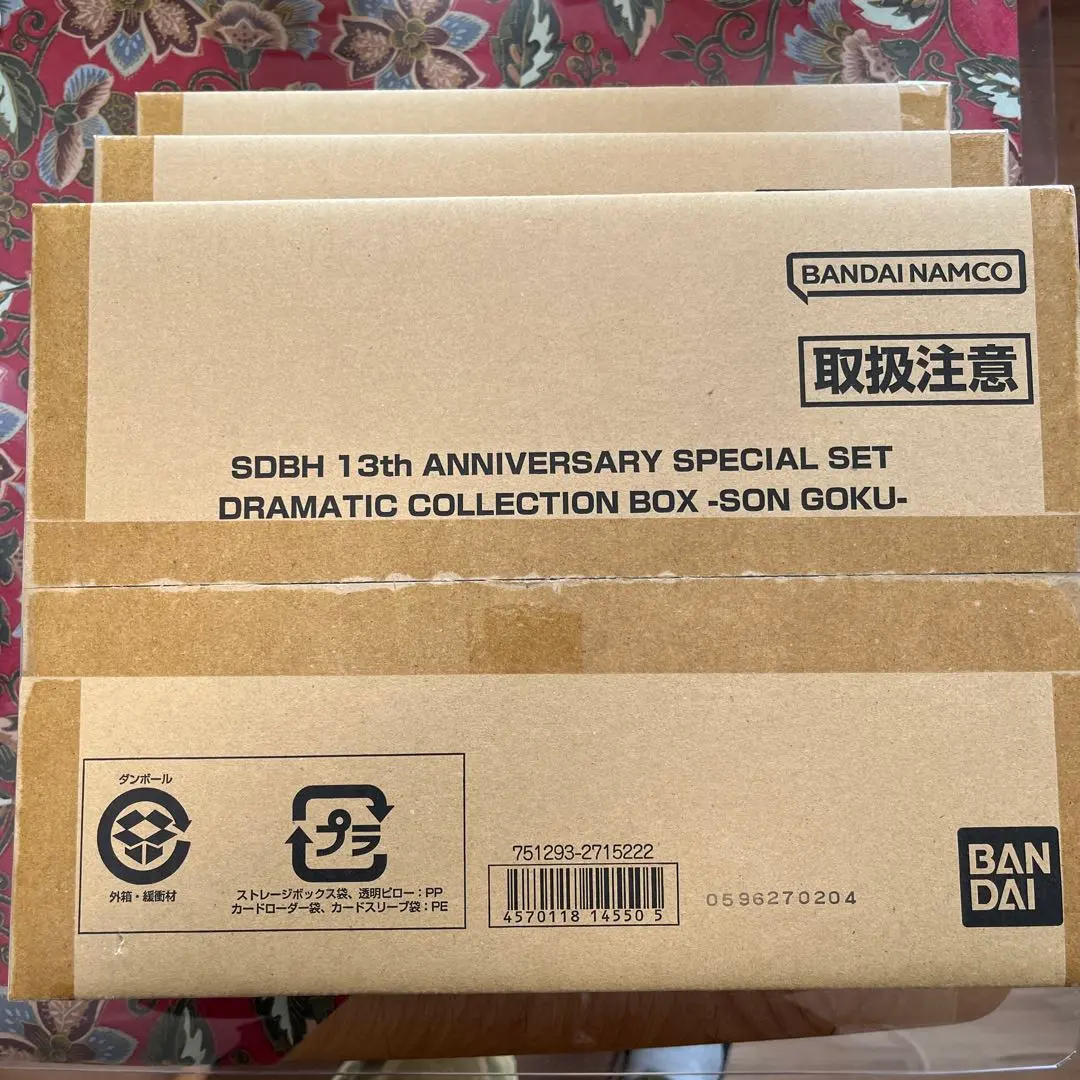 BANDAI NAMCO
取扱注意
SDBH 13th ANNIVERSARY SPECIAL SET
DRAMATIC COLLECTION BOX -SON GOKU-
ダンボール
外箱・緩衝材
プラ
ストレージボックス袋、透明ピロー：PP
カードローダー袋、カードスリーブ袋：PE
751293-2715222
4570118 14550 5
0596270204
BAN
DAI